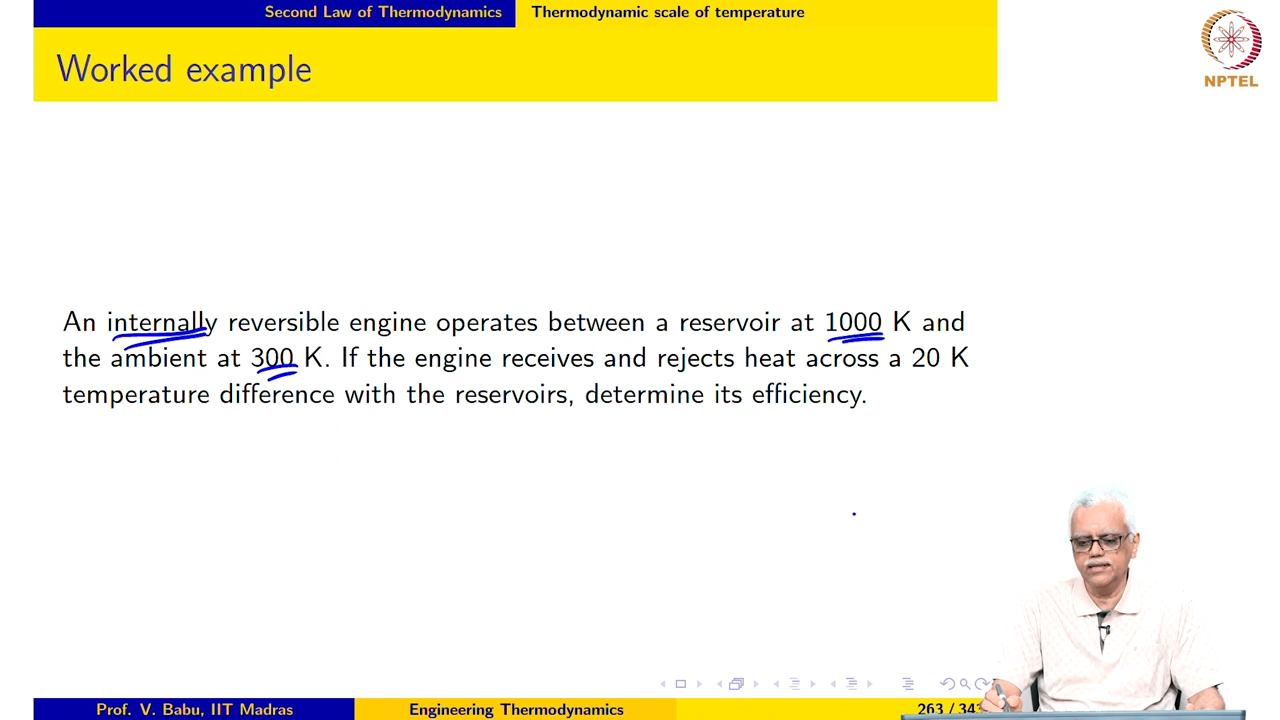 Second Law of Thermodynamics Thermodynamic scale of temperature
Worked example
NPTEL
An internally reversible engine operates between a reservoir at 1000 K and
the ambient at 300 K. If the engine receives and rejects heat across a 20 K
temperature difference with the reservoirs, determine its efficiency.
Prof. V. Babu, IIT Madras Engineering Thermodynamics 263 /